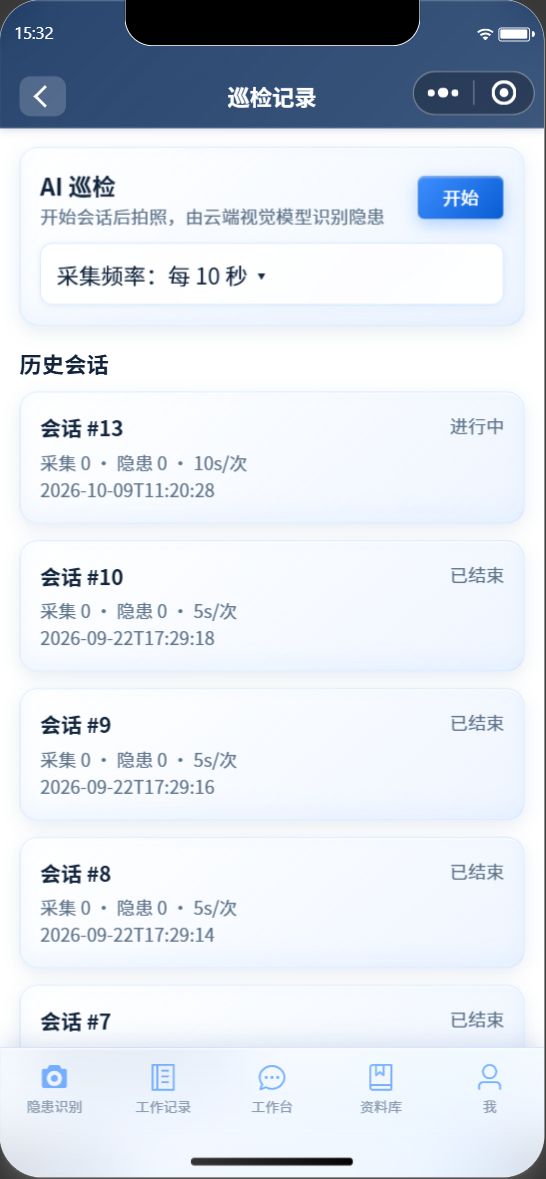 15:32
巡检记录
AI 巡检
开始会话后拍照，由云端视觉模型识别隐患
开始
采集频率：每 10 秒 ▾
历史会话
会话 #13
进行中
采集 0 · 隐患 0 · 10s/次
2026-10-09T11:20:28
会话 #10
已结束
采集 0 · 隐患 0 · 5s/次
2026-09-22T17:29:18
会话 #9
已结束
采集 0 · 隐患 0 · 5s/次
2026-09-22T17:29:16
会话 #8
已结束
采集 0 · 隐患 0 · 5s/次
2026-09-22T17:29:14
会话 #7
已结束
隐患识别
工作记录
工作台
资料库
我